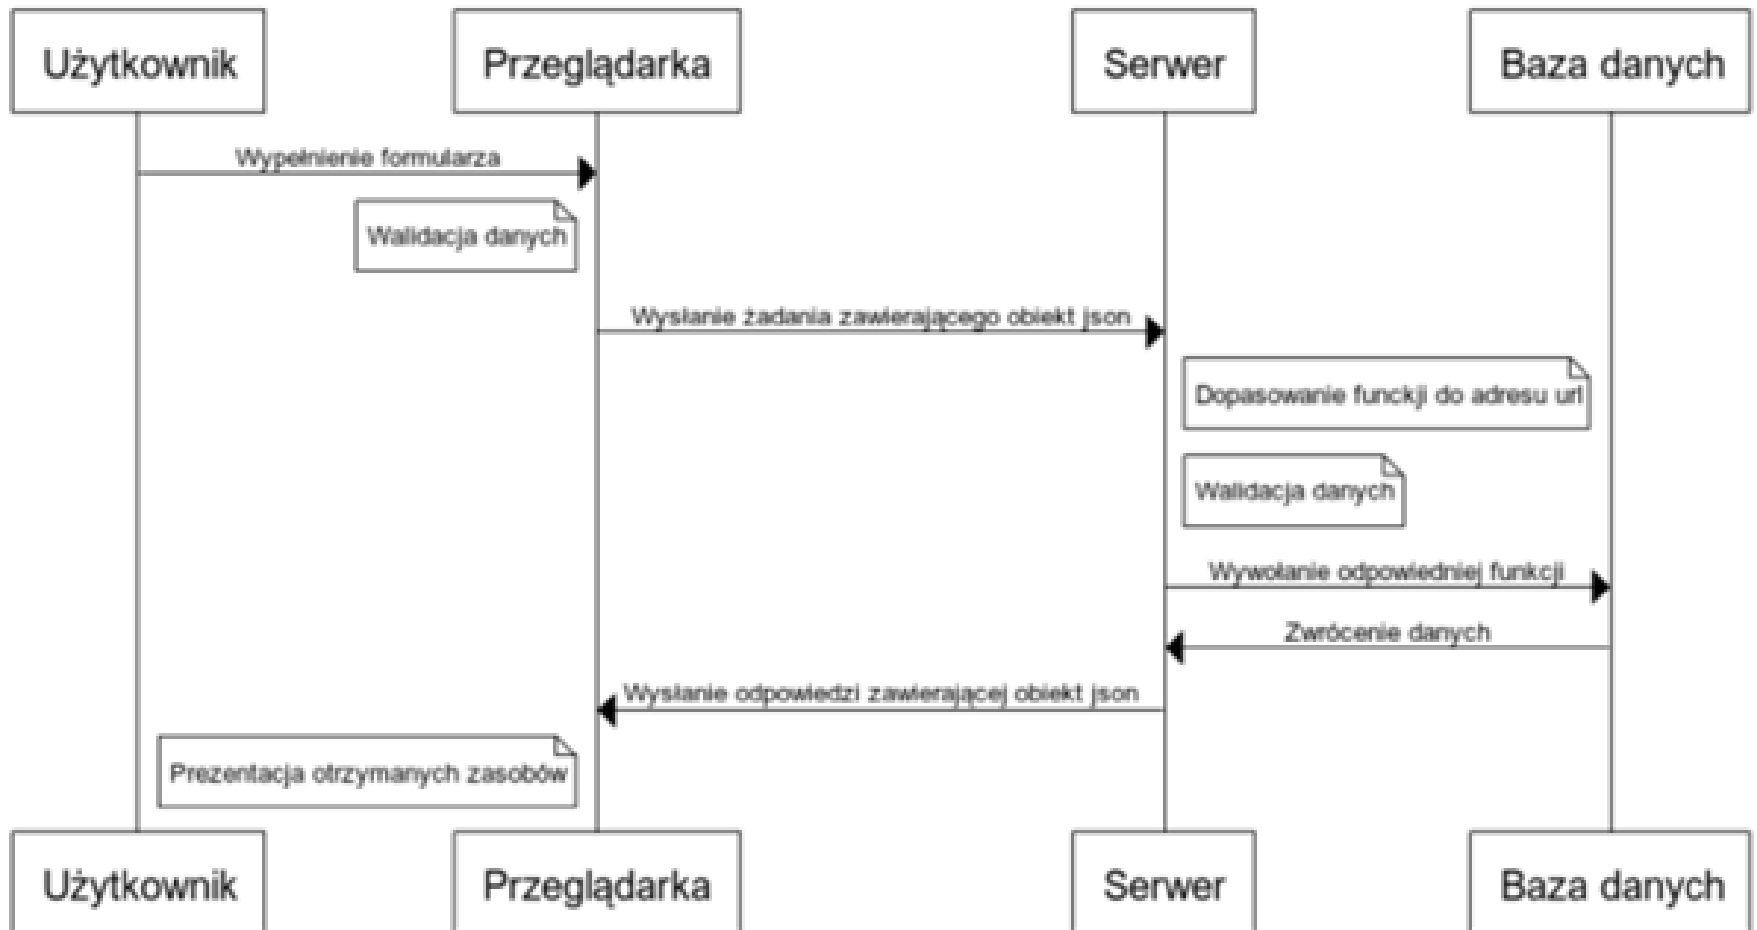 Użytkownik
Przeglądarka
Serwer
Baza danych
Wypełnienie formularza
Walidacja danych
Wysłanie żadania zawierającego obiekt json
Dopasowanie funckji do adresu url
Walidacja danych
Wywołanie odpowiedniej funkcji
Zwrócenie danych
Wysłanie odpowiedzi zawierającej obiekt json
Prezentacja otrzymanych zasobów
Użytkownik
Przeglądarka
Serwer
Baza danych